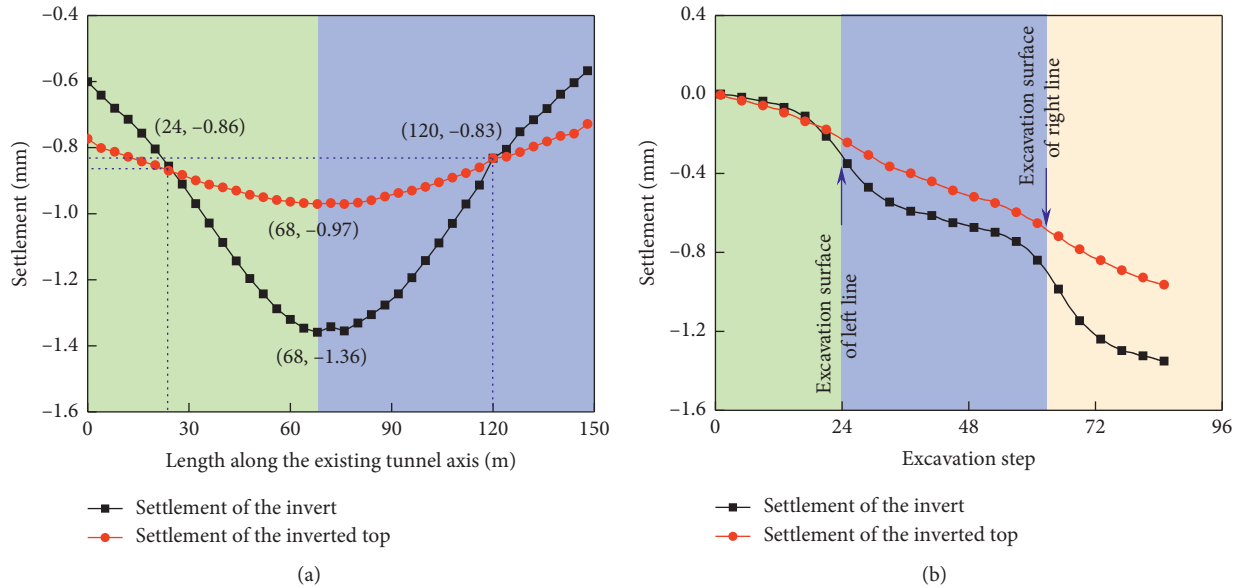 −0.4
−0.6
−0.8
−1.0
−1.2
−1.4
−1.6
Settlement (mm)
(24, −0.86)
(120, −0.83)
(68, −0.97)
(68, −1.36)
0
30
60
90
120
150
Length along the existing tunnel axis (m)
Settlement of the invert
Settlement of the inverted top
(a)
0.4
0.0
−0.4
−0.8
−1.2
−1.6
Settlement (mm)
Excavation surface
of left line
Excavation surface
of right line
0
24
48
72
96
Excavation step
Settlement of the invert
Settlement of the inverted top
(b)